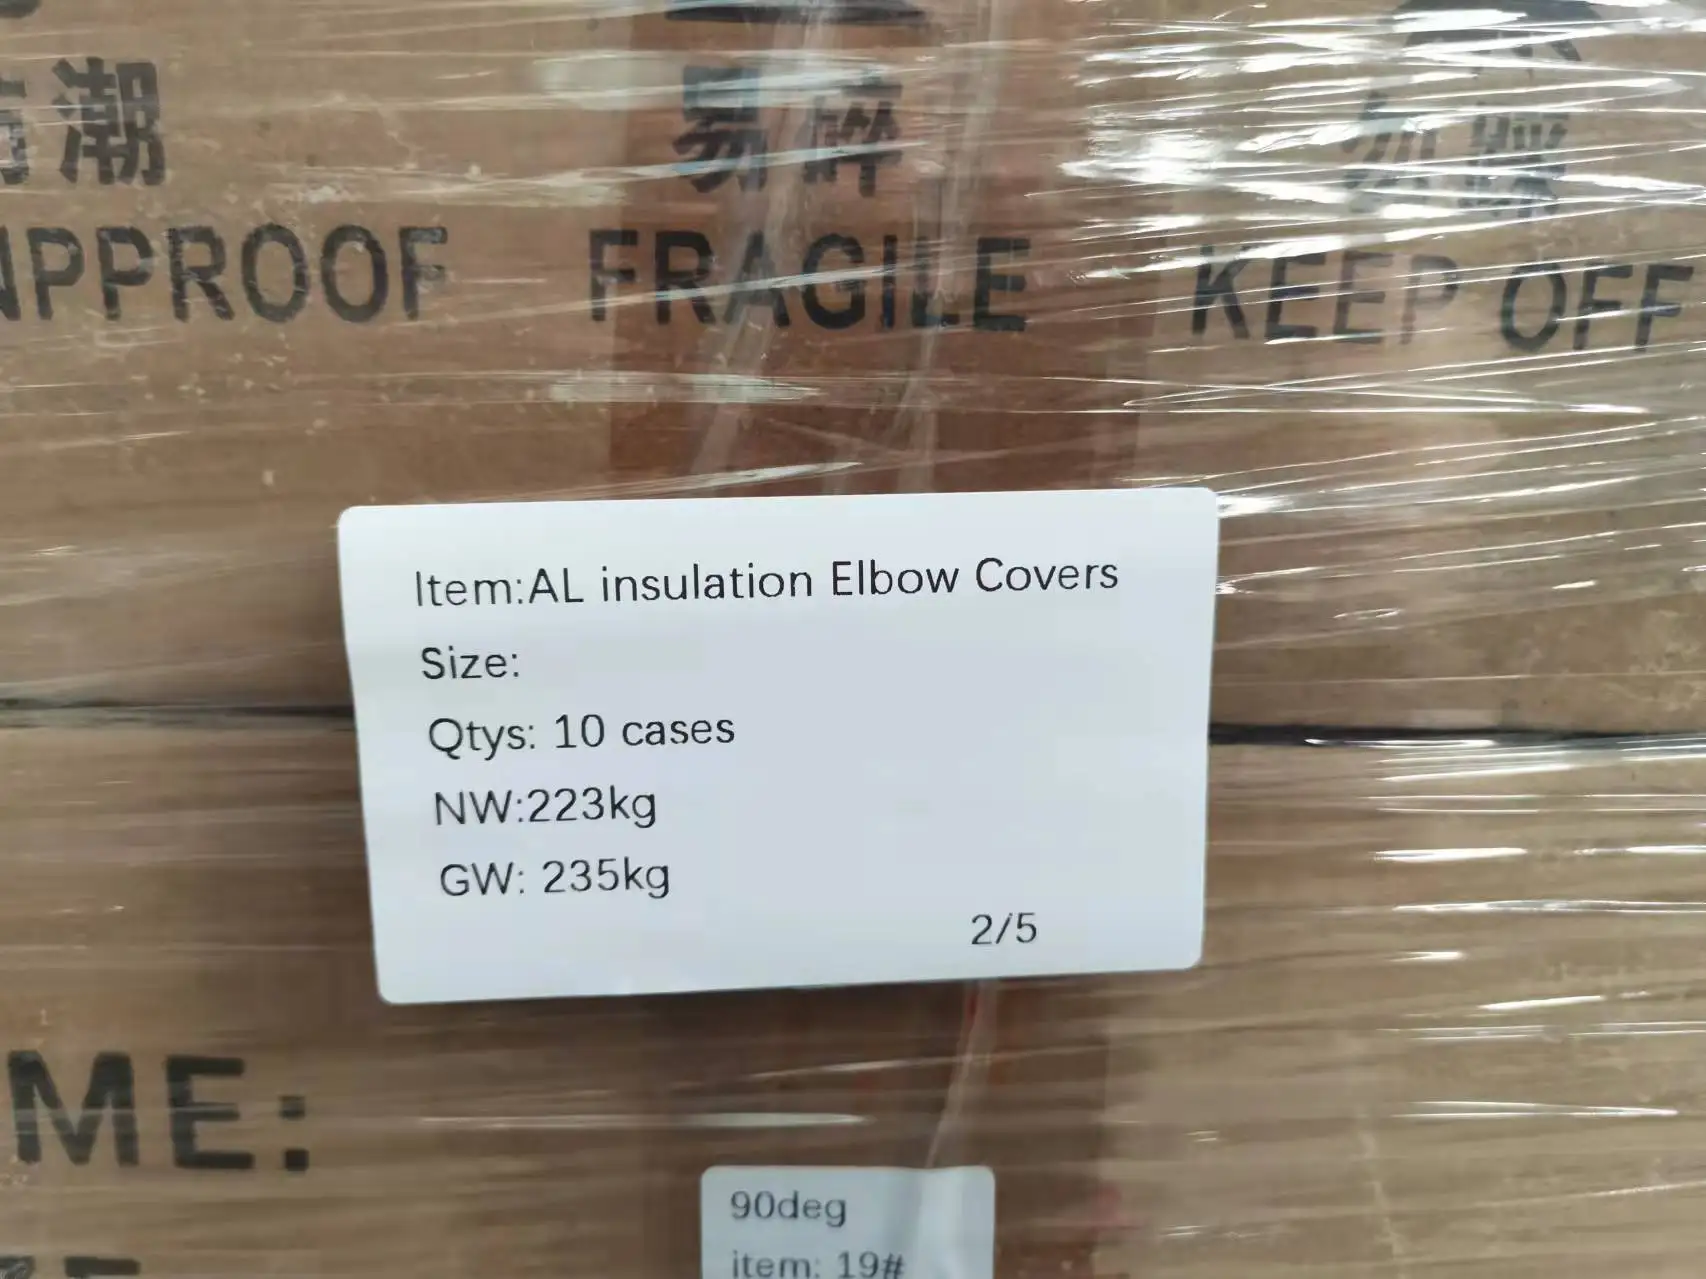 潮
易碎
NPPROOF
FRAGILE
KEEP OFF
Item:AL insulation Elbow Covers
Size:
Qtys: 10 cases
NW:223kg
GW: 235kg
2/5
ME:
90deg
item: 19#